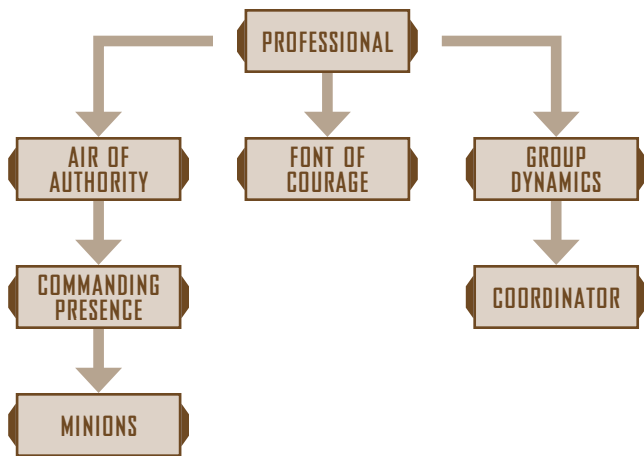 PROFESSIONAL
AIR OF
AUTHORITY
FONT OF
COURAGE
GROUP
DYNAMICS
COMMANDING
PRESENCE
COORDINATOR
MINIONS